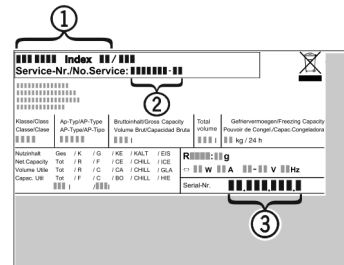 1
Index /
Service-Nr./No.Service: -
2
Klasse/Class Ap-Typ/AP-Type Bruttoinhalt/Gross Capacity Total Gefriervermoegen/Freezing Capacity
Classe/Clase AP-Type/AP-Tipo Volume Brut/Capacidad Bruta volume Pouvoir de Congel./Capac.Congeladora
l l kg / 24 h
Nutzinhalt Ges / K / G / KE / KALT / EIS
Net.Capacity Tot / R / F / CE / CHILL / ICE
Volume Utile Tot / R / C / CA / CHILL / GLA
Capac. Util Tot / F / C / BO / CHILL / HIE
l / l
R : g
W A - V Hz
Serial-Nr. . . .
3